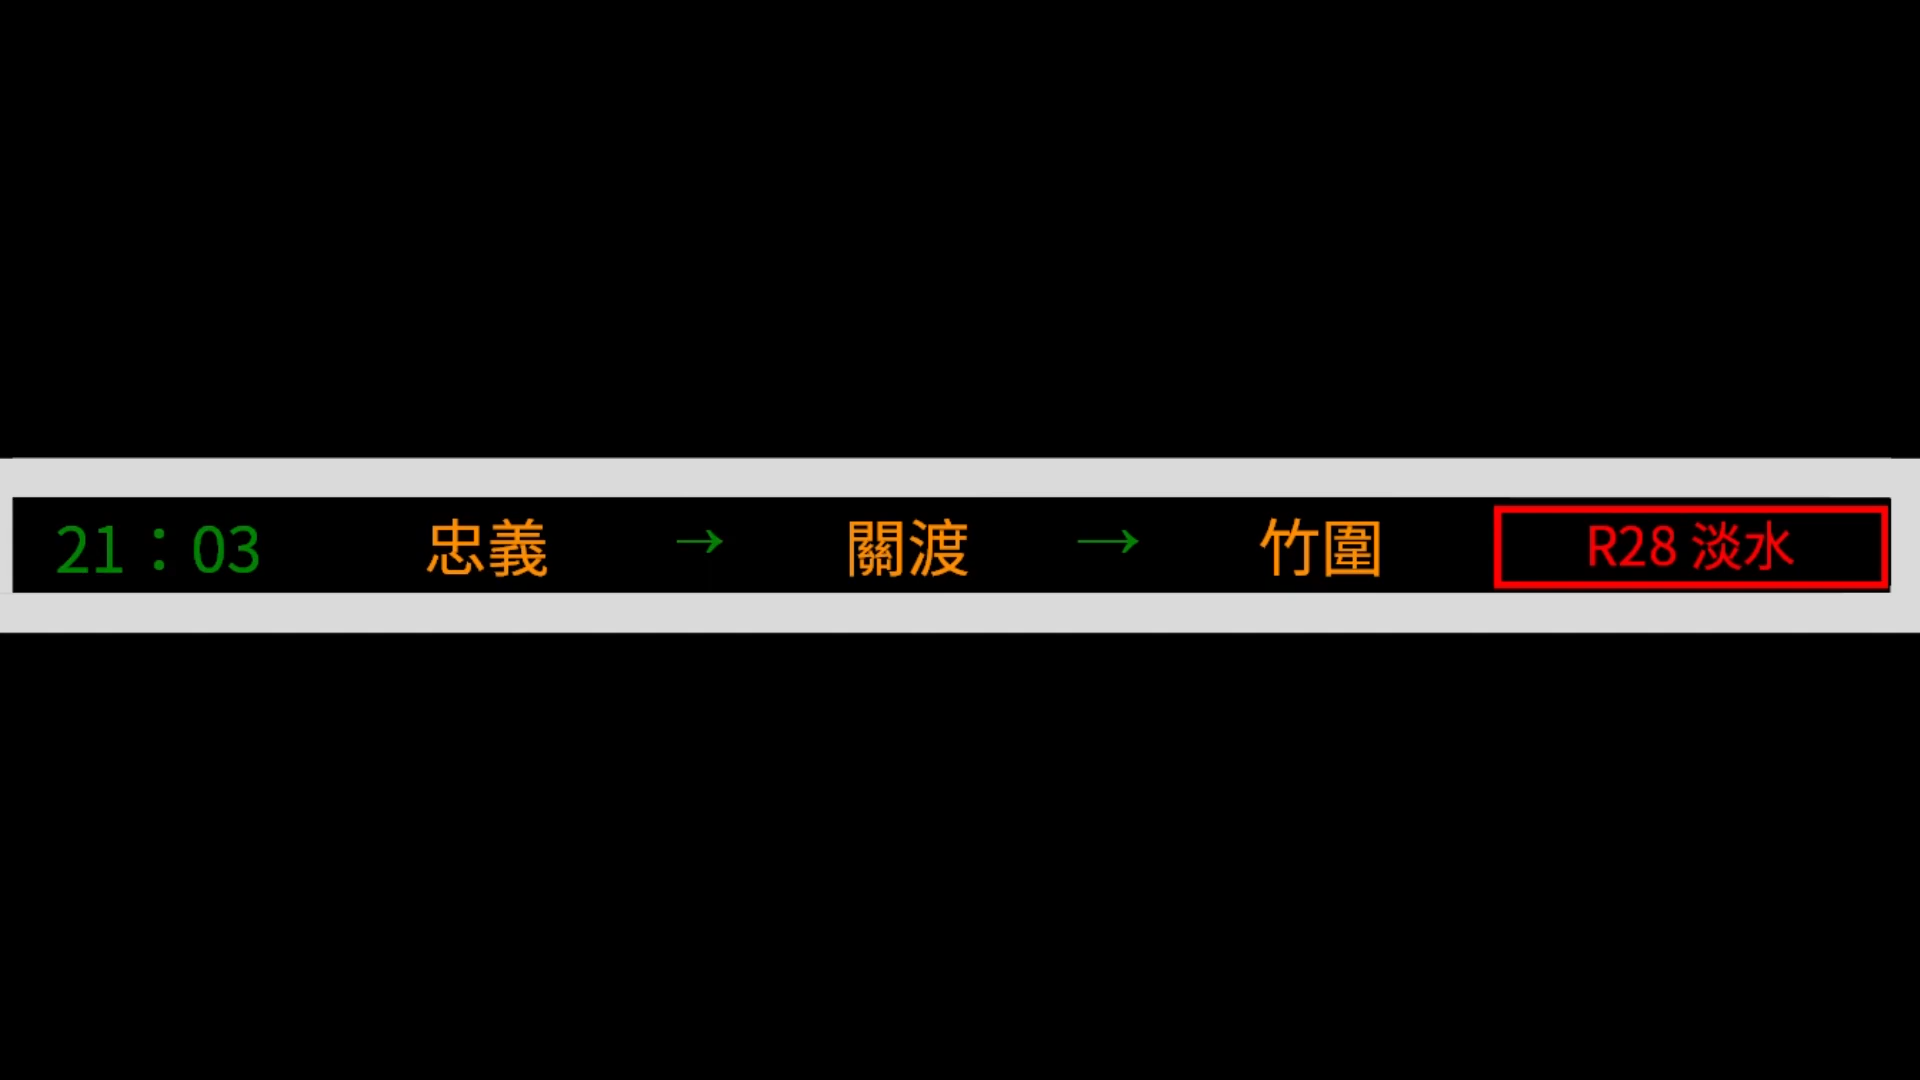 21：03 忠義 → 關渡 → 竹圍 R28 淡水